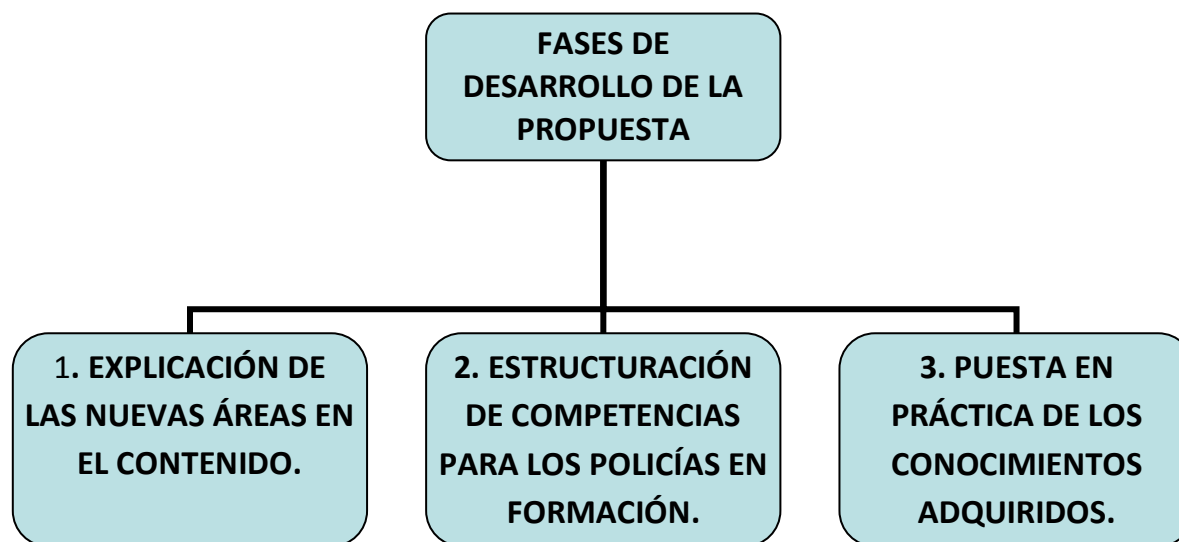 FASES DE
DESARROLLO DE LA
PROPUESTA
1. EXPLICACIÓN DE
LAS NUEVAS ÁREAS EN
EL CONTENIDO.
2. ESTRUCTURACIÓN
DE COMPETENCIAS
PARA LOS POLICÍAS EN
FORMACIÓN.
3. PUESTA EN
PRÁCTICA DE LOS
CONOCIMIENTOS
ADQUIRIDOS.